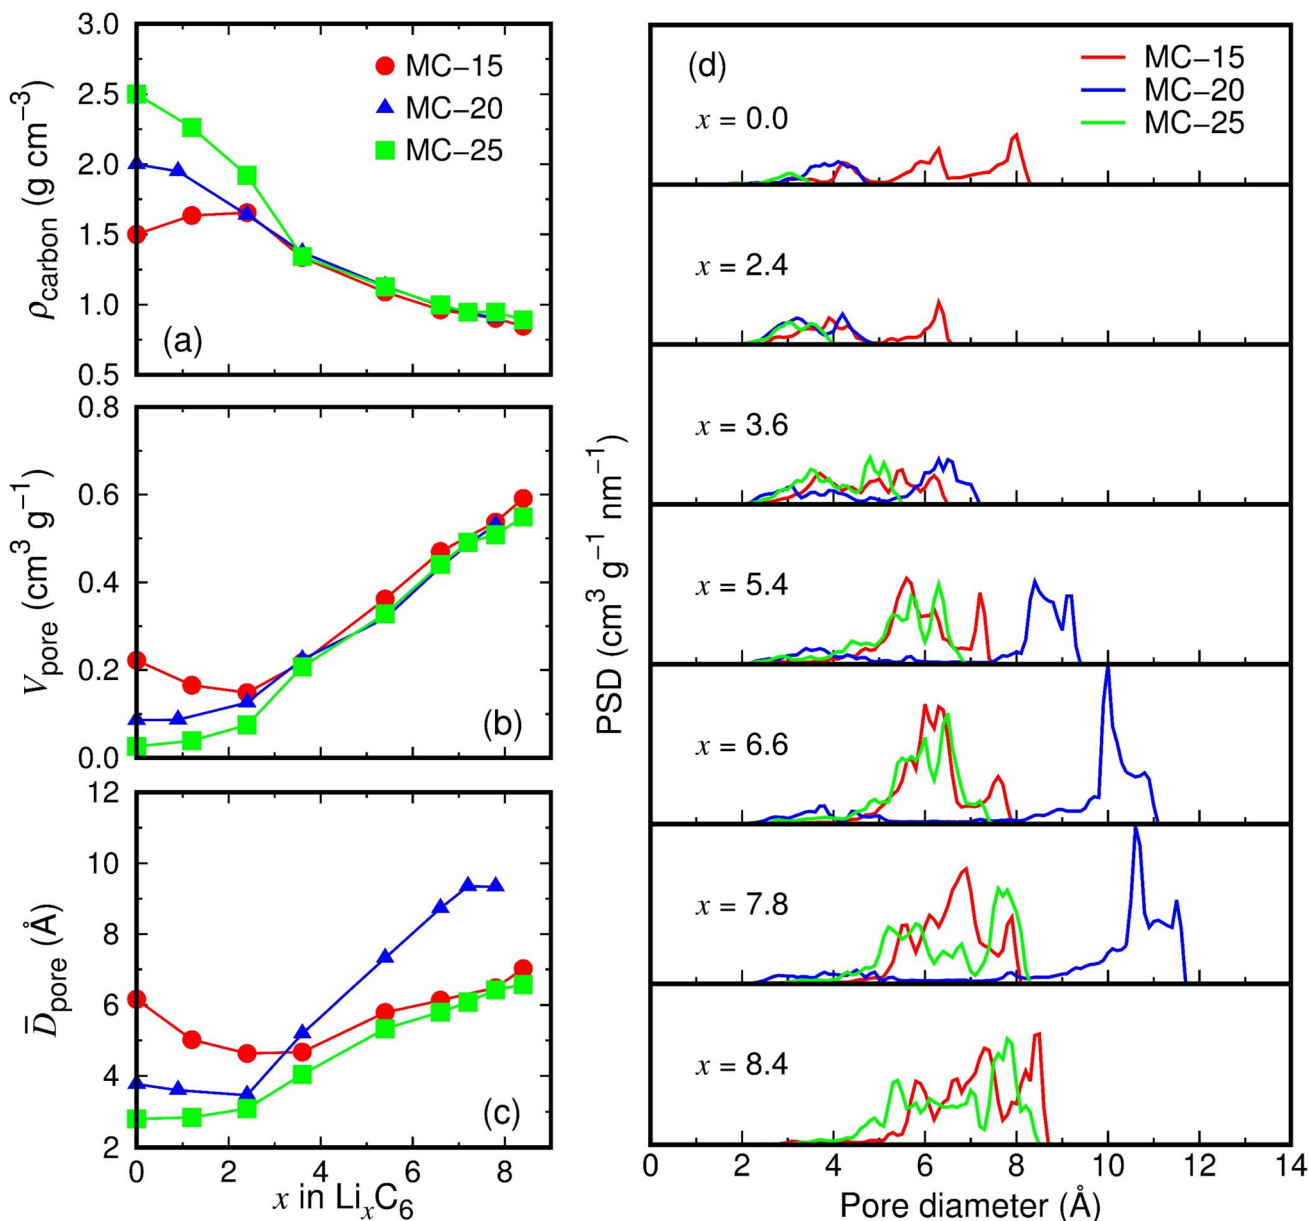 3.0
2.5
2.0
1.5
1.0
0.5
ρcarbon (g cm−3)
MC−15
MC−20
MC−25
(a)
0.8
0.6
0.4
0.2
0.0
Vpore (cm3 g−1)
(b)
12
10
8
6
4
2
D̅pore (Å)
(c)
0 2 4 6 8
x in LixC6
(d)
MC−15
MC−20
MC−25
x = 0.0
x = 2.4
x = 3.6
x = 5.4
x = 6.6
x = 7.8
x = 8.4
PSD (cm3 g−1 nm−1)
0 2 4 6 8 10 12 14
Pore diameter (Å)